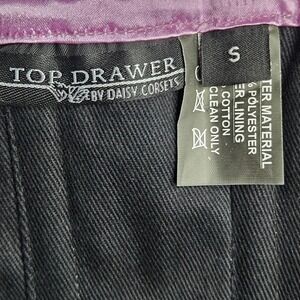 TOP DRAWER
BY DAISY CORSETS
S
TER MATERIAL
% POLYESTER
ER LINING
COTTON
CLEAN ONLY